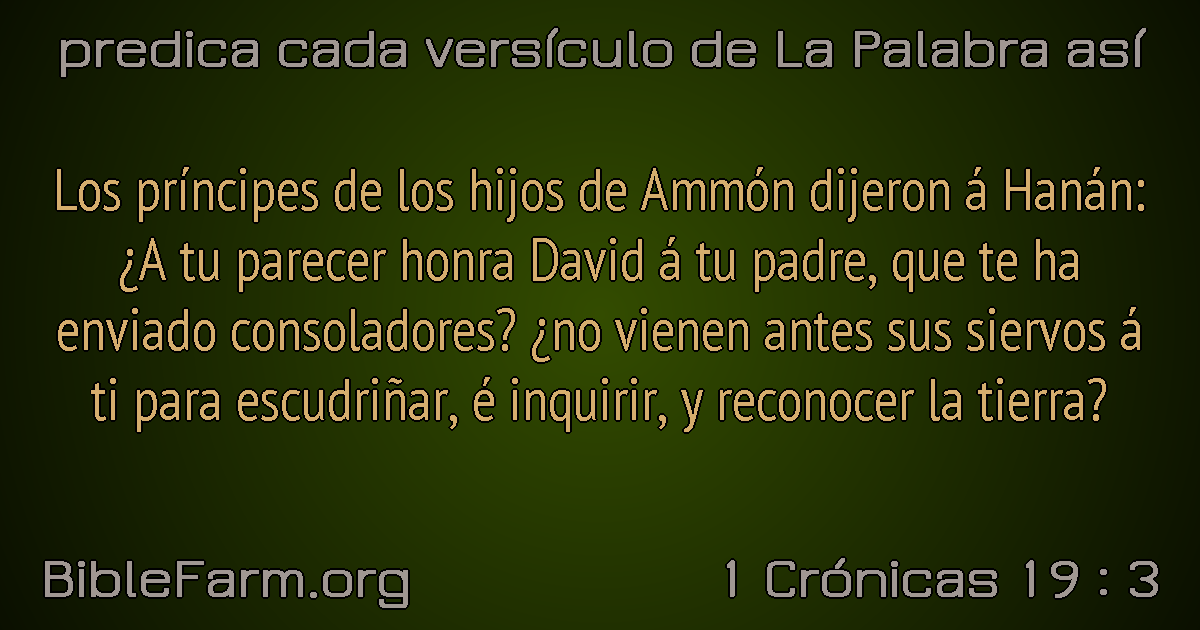 predica cada versículo de La Palabra así
Los príncipes de los hijos de Ammón dijeron á Hanán:
¿A tu parecer honra David á tu padre, que te ha
enviado consoladores? ¿no vienen antes sus siervos á
ti para escudriñar, é inquirir, y reconocer la tierra?
BibleFarm.org
1 Crónicas 19 : 3